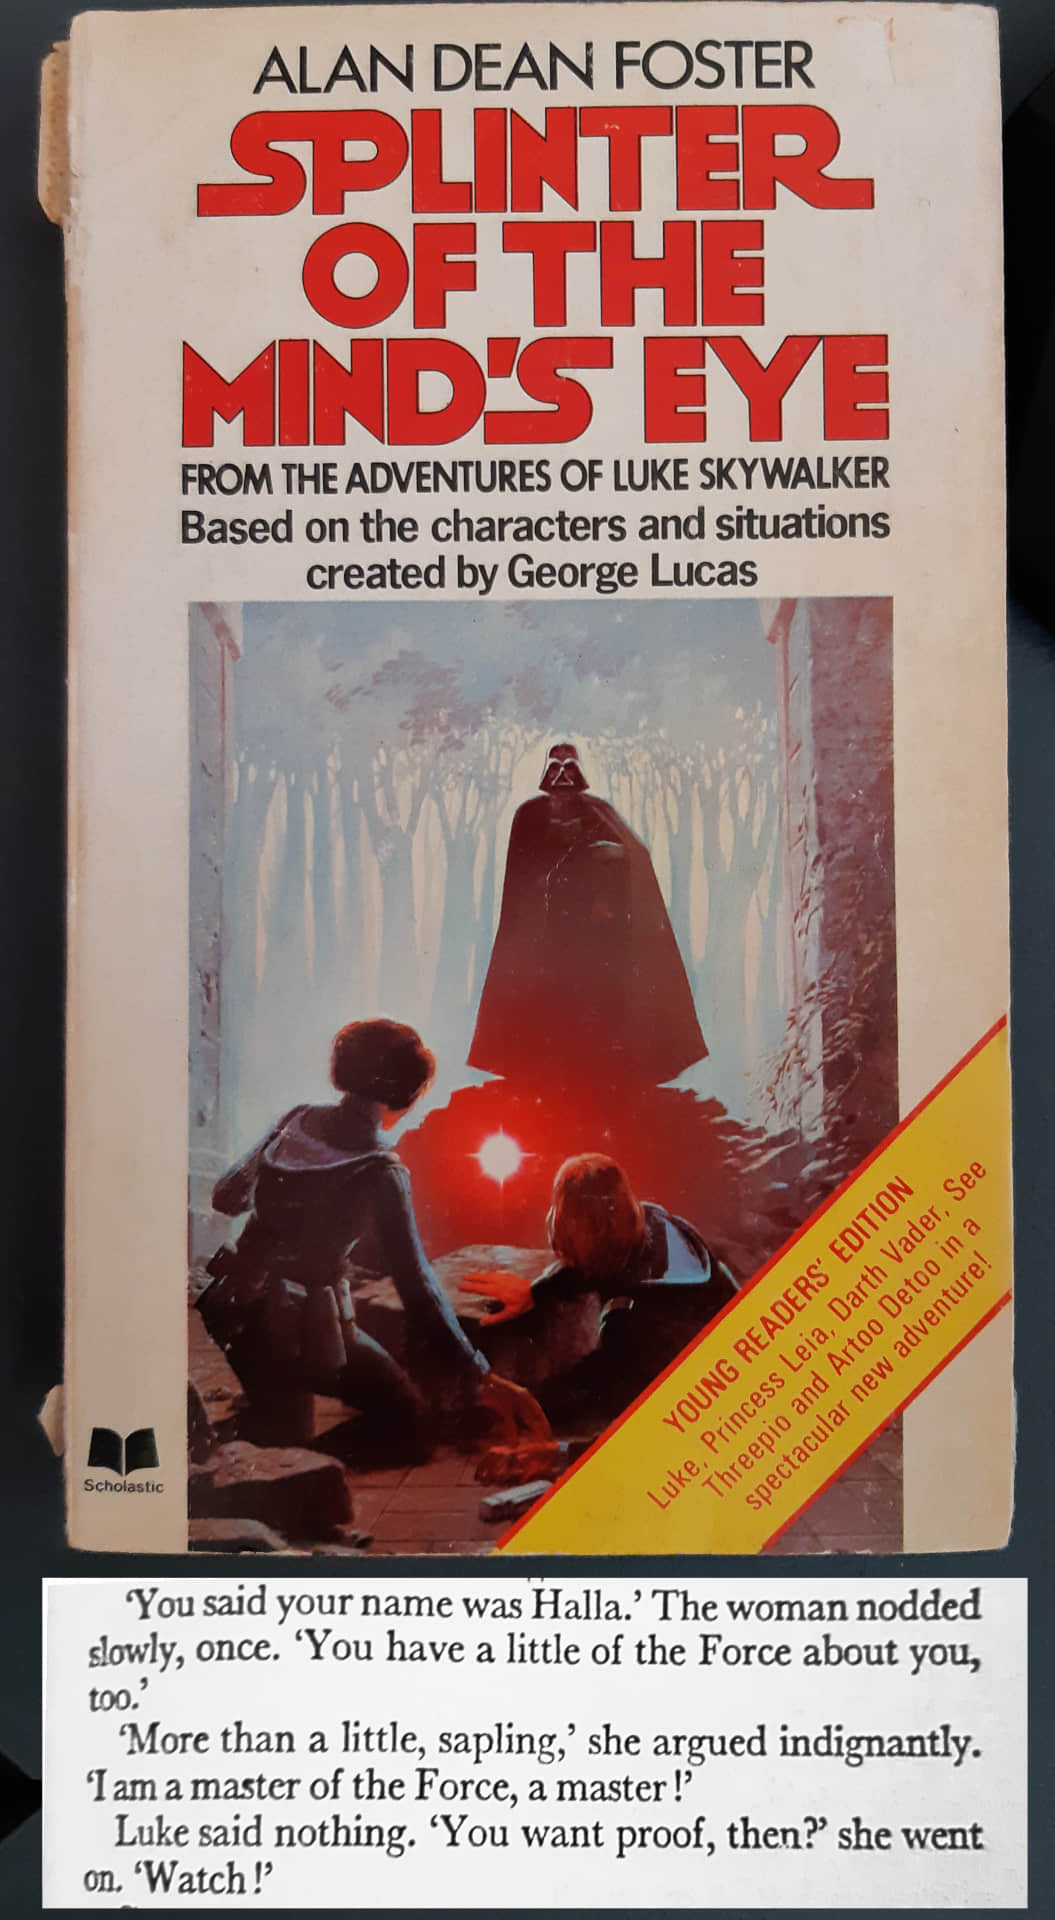 ALAN DEAN FOSTER
SPLINTER
OF THE
MIND'S EYE
FROM THE ADVENTURES OF LUKE SKYWALKER
Based on the characters and situations
created by George Lucas
YOUNG READERS' EDITION
Luke, Princess Leia, Darth Vader, See
Threepio and Artoo Detoo in a
spectacular new adventure!
Scholastic
‘You said your name was Halla.’ The woman nodded
slowly, once. ‘You have a little of the Force about you,
too.’
‘More than a little, sapling,’ she argued indignantly.
‘I am a master of the Force, a master!’
Luke said nothing. ‘You want proof, then?’ she went
on. ‘Watch!’